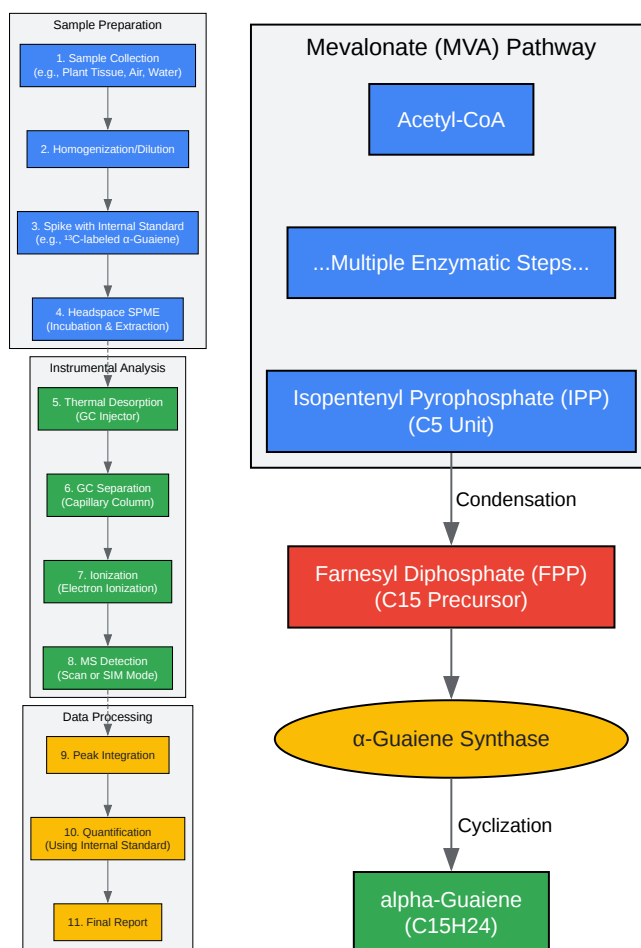 Sample Preparation
1. Sample Collection
(e.g., Plant Tissue, Air, Water)
2. Homogenization/Dilution
3. Spike with Internal Standard
(e.g., ¹³C-labeled α-Guaiene)
4. Headspace SPME
(Incubation & Extraction)
Instrumental Analysis
5. Thermal Desorption
(GC Injector)
6. GC Separation
(Capillary Column)
7. Ionization
(Electron Ionization)
8. MS Detection
(Scan or SIM Mode)
Data Processing
9. Peak Integration
10. Quantification
(Using Internal Standard)
11. Final Report
Mevalonate (MVA) Pathway
Acetyl-CoA
...Multiple Enzymatic Steps...
Isopentenyl Pyrophosphate (IPP)
(C5 Unit)
Condensation
Farnesyl Diphosphate (FPP)
(C15 Precursor)
α-Guaiene Synthase
Cyclization
alpha-Guaiene
(C15H24)